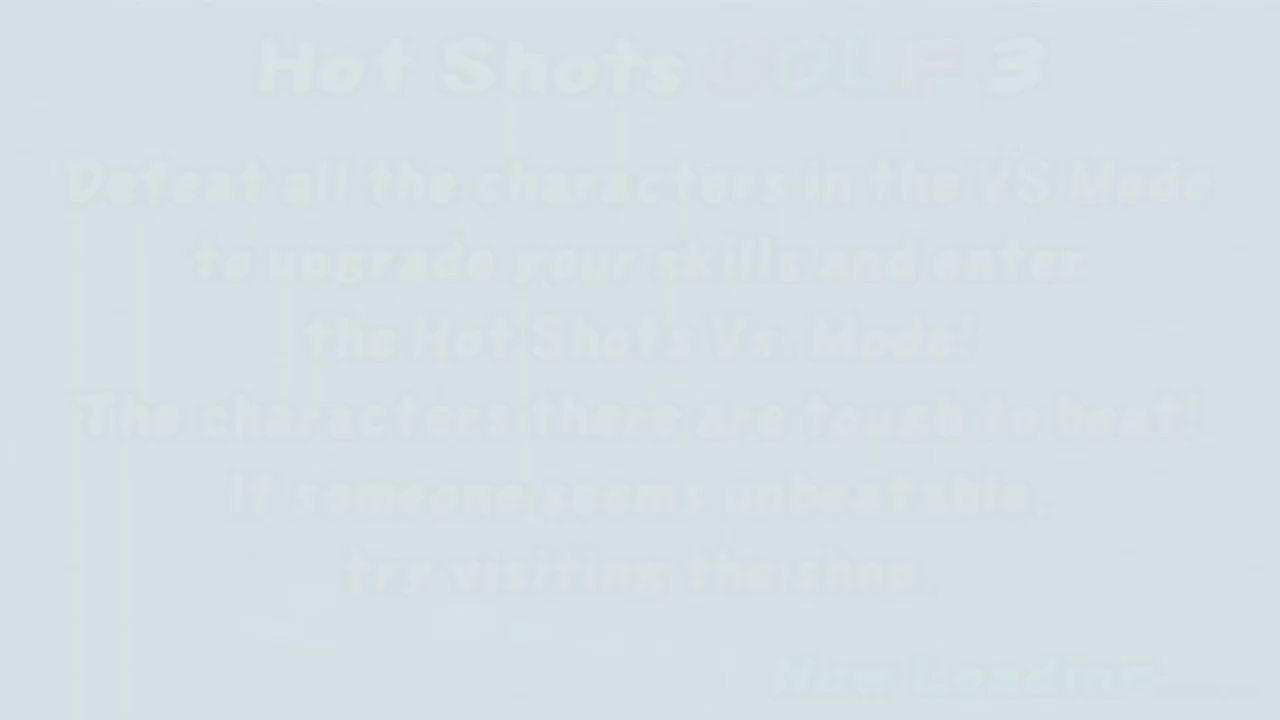 Hot Shots GOLF 3
Defeat all the characters in the VS Mode
to upgrade your skills and enter
the Hot Shots Vs. Mode!
The characters there are tough to beat!
If someone seems unbeatable,
try visiting the shop.
Now Loading......